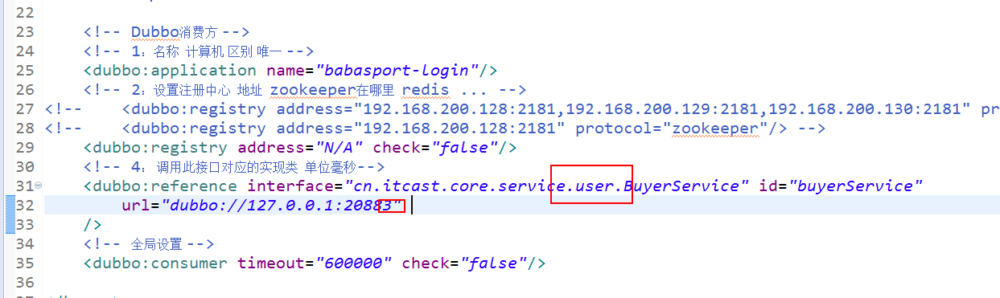 22
23 <!-- Dubbo消费方 -->
24 <!-- 1：名称 计算机 区别 唯一 -->
25 <dubbo:application name="babasport-login"/>
26 <!-- 2：设置注册中心 地址 zookeeper在哪里 redis ... -->
27 <!-- <dubbo:registry address="192.168.200.128:2181,192.168.200.129:2181,192.168.200.130:2181" pr
28 <!-- <dubbo:registry address="192.168.200.128:2181" protocol="zookeeper"/> -->
29 <dubbo:registry address="N/A" check="false"/>
30 <!-- 4： 调用此接口对应的实现类 单位毫秒-->
31 <dubbo:reference interface="cn.itcast.core.service.user.BuyerService" id="buyerService"
32 url="dubbo://127.0.0.1:20883"
33 />
34 <!-- 全局设置 -->
35 <dubbo:consumer timeout="600000" check="false"/>
36